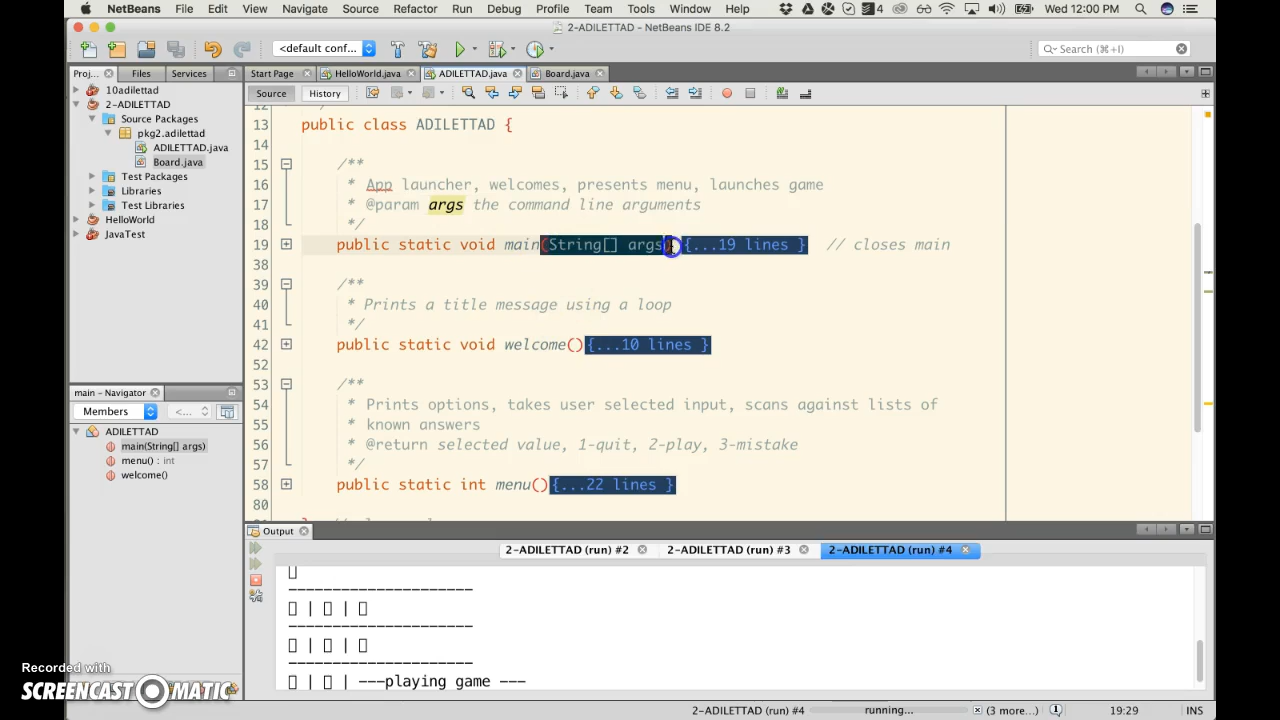 NetBeans File Edit View Navigate Source Refactor Run Debug Profile Team Tools Window Help 4 Wed 12:00 PM
2-ADILETTAD - NetBeans IDE 8.2
<default conf... Search (⌘+I)
Proj... Files Services Start Page HelloWorld.java ADILETTAD.java Board.java
Source History
10adilettad
2-ADILETTAD
Source Packages
pkg2.adilettad
ADILETTAD.java
Board.java
Test Packages
Libraries
Test Libraries
HelloWorld
JavaTest
main - Navigator
Members <...
ADILETTAD
main(String[] args)
menu() : int
welcome()
12
13 public class ADILETTAD {
14
15 /**
16 * App launcher, welcomes, presents menu, launches game
17 * @param args the command line arguments
18 */
19 public static void main(String[] args) {...19 lines } // closes main
38
39 /**
40 * Prints a title message using a loop
41 */
42 public static void welcome(){...10 lines }
52
53 /**
54 * Prints options, takes user selected input, scans against lists of
55 * known answers
56 * @return selected value, 1-quit, 2-play, 3-mistake
57 */
58 public static int menu(){...22 lines }
80
Output
2-ADILETTAD (run) #2 2-ADILETTAD (run) #3 2-ADILETTAD (run) #4
---------------------
| |
---------------------
| |
---------------------
| | ---playing game ---
2-ADILETTAD (run) #4 running... (3 more...) 19:29 INS
Recorded with
SCREENCAST-O-MATIC